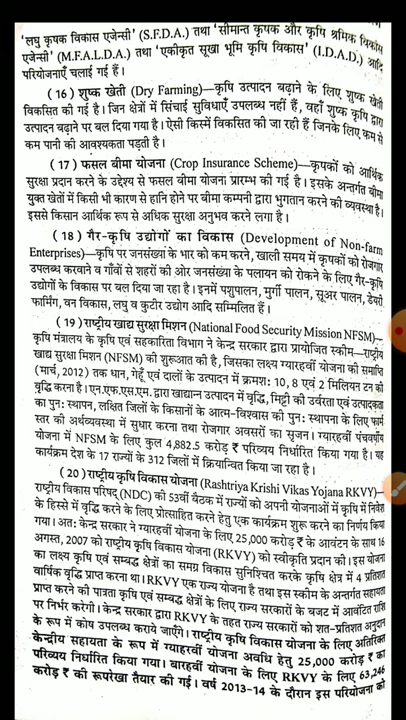 'लघु कृषक विकास एजेन्सी' (S.F.D.A.) तथा 'सीमान्त कृषक और कृषि श्रमिक विकास
एजेन्सी' (M.F.A.L.D.A.) तथा 'एकीकृत सूखा भूमि कृषि विकास' (I.D.A.D.) आदि
परियोजनाएँ चलाई गई हैं।
(16) शुष्क खेती (Dry Farming)—कृषि उत्पादन बढ़ाने के लिए शुष्क खेती
विकसित की गई है। जिन क्षेत्रों में सिंचाई सुविधाएँ उपलब्ध नहीं हैं, वहाँ शुष्क कृषि द्वारा
उत्पादन बढ़ाने पर बल दिया गया है। ऐसी किस्में विकसित की जा रही हैं जिनके लिए कम से
कम पानी की आवश्यकता पड़ती है।
(17) फसल बीमा योजना (Crop Insurance Scheme)—कृषकों को आर्थिक
सुरक्षा प्रदान करने के उद्देश्य से फसल बीमा योजना प्रारम्भ की गई है। इसके अन्तर्गत बीमा
युक्त खेतों में किसी भी कारण से हानि होने पर बीमा कम्पनी द्वारा भुगतान करने की व्यवस्था है।
इससे किसान आर्थिक रूप से अधिक सुरक्षा अनुभव करने लगा है।
(18) गैर-कृषि उद्योगों का विकास (Development of Non-farm
Enterprises)—कृषि पर जनसंख्या के भार को कम करने, खाली समय में कृषकों को रोजगार
उपलब्ध करवाने व गाँवों से शहरों की ओर जनसंख्या के पलायन को रोकने के लिए गैर-कृषि
उद्योगों के विकास पर बल दिया जा रहा है। इनमें पशुपालन, मुर्गी पालन, सूअर पालन, डेयरी
फार्मिंग, वन विकास, लघु व कुटीर उद्योग आदि सम्मिलित हैं।
(19) राष्ट्रीय खाद्य सुरक्षा मिशन (National Food Security Mission NFSM)—
कृषि मंत्रालय के कृषि एवं सहकारिता विभाग ने केन्द्र सरकार द्वारा प्रायोजित स्कीम—राष्ट्रीय
खाद्य सुरक्षा मिशन (NFSM) की शुरूआत की है, जिसका लक्ष्य ग्यारहवीं योजना की समाप्ति
(मार्च, 2012) तक धान, गेहूँ एवं दालों के उत्पादन में क्रमशः 10, 8 एवं 2 मिलियन टन की
वृद्धि करना है। एन.एफ.एस.एम. द्वारा खाद्यान्न उत्पादन में वृद्धि, मिट्टी की उर्वरता एवं उत्पादकता
का पुनः स्थापन, लक्षित जिलों के किसानों के आत्म-विश्वास की पुनः स्थापना के लिए फार्म
स्तर की अर्थव्यवस्था में सुधार करना तथा रोजगार अवसरों का सृजन। ग्यारहवीं पंचवर्षीय
योजना में NFSM के लिए कुल 4,882.5 करोड़ ₹ परिव्यय निर्धारित किया गया है। यह
कार्यक्रम देश के 17 राज्यों के 312 जिलों में क्रियान्वित किया जा रहा है।
(20) राष्ट्रीय कृषि विकास योजना (Rashtriya Krishi Vikas Yojana RKVY)—
राष्ट्रीय विकास परिषद् (NDC) की 53वीं बैठक में राज्यों को अपनी योजनाओं में कृषि में निवेश
के हिस्से में वृद्धि करने के लिए प्रोत्साहित करने हेतु एक कार्यक्रम शुरू करने का निर्णय किया
गया। अतः केन्द्र सरकार ने ग्यारहवीं योजना के लिए 25,000 करोड़ ₹ के आवंटन के साथ 16
अगस्त, 2007 को राष्ट्रीय कृषि विकास योजना (RKVY) को स्वीकृति प्रदान की। इस योजना
का लक्ष्य कृषि एवं सम्बद्ध क्षेत्रों का समग्र विकास सुनिश्चित करके कृषि क्षेत्र में 4 प्रतिशत
वार्षिक वृद्धि प्राप्त करना था। RKVY एक राज्य योजना है तथा इस स्कीम के अन्तर्गत सहायता
प्राप्त करने की पात्रता कृषि एवं सम्बद्ध क्षेत्रों के लिए राज्य सरकारों के बजट में आवंटित राशि
पर निर्भर करेगी। केन्द्र सरकार द्वारा RKVY के तहत राज्य सरकारों को शत-प्रतिशत अनुदान
के रूप में कोष उपलब्ध कराये जाएँगे। राष्ट्रीय कृषि विकास योजना के लिए अतिरिक्त
केन्द्रीय सहायता के रूप में ग्याहरवीं योजना अवधि हेतु 25,000 करोड़ ₹ का
परिव्यय निर्धारित किया गया। बारहवीं योजना के लिए RKVY के लिए 63,246
करोड़ ₹ की रूपरेखा तैयार की गई। वर्ष 2013-14 के दौरान इस परियोजना को